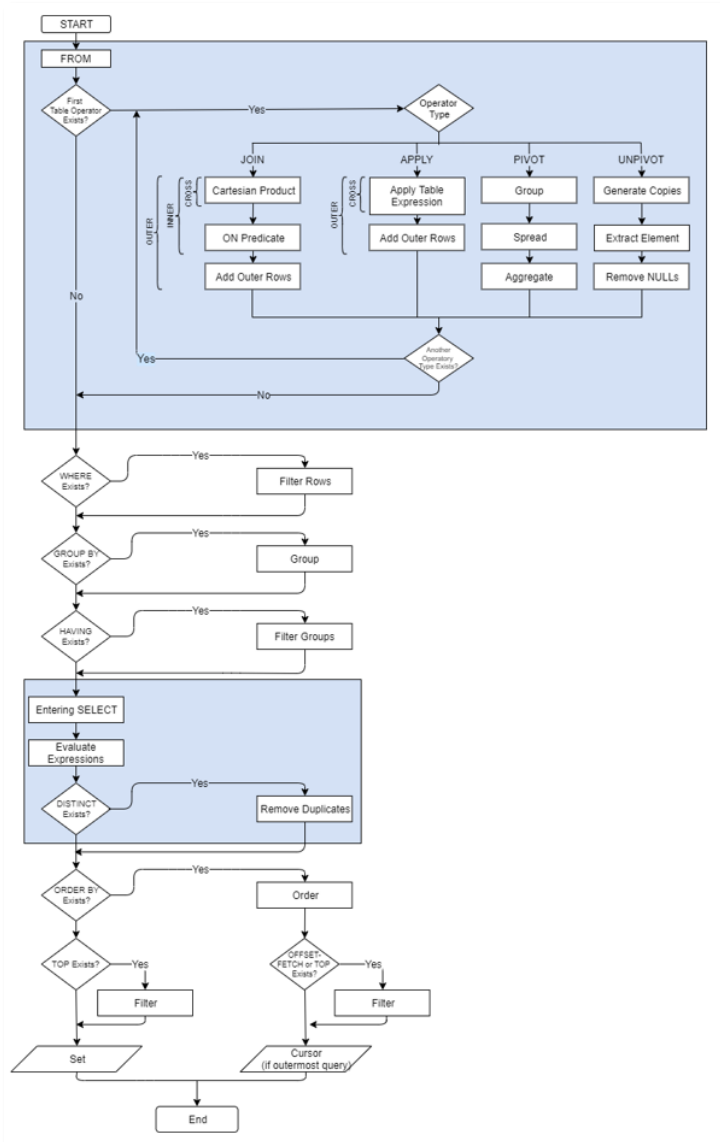 START
FROM
First
Table Operator
Exists?
Yes
Operator
Type
JOIN
APPLY
PIVOT
UNPIVOT
OUTER
INNER
CROSS
Cartesian Product
ON Predicate
Add Outer Rows
OUTER
CROSS
Apply Table
Expression
Add Outer Rows
Group
Spread
Aggregate
Generate Copies
Extract Element
Remove NULLs
No
Yes
Another
Operatory
Type Exists?
No
WHERE
Exists?
Yes
Filter Rows
GROUP BY
Exists?
Yes
Group
HAVING
Exists?
Yes
Filter Groups
Entering SELECT
Evaluate
Expressions
DISTINCT
Exists?
Yes
Remove Duplicates
ORDER BY
Exists?
Yes
Order
TOP Exists?
Yes
Filter
OFFSET-
FETCH or TOP
Exists?
Yes
Filter
Set
Cursor
(if outermost query)
End